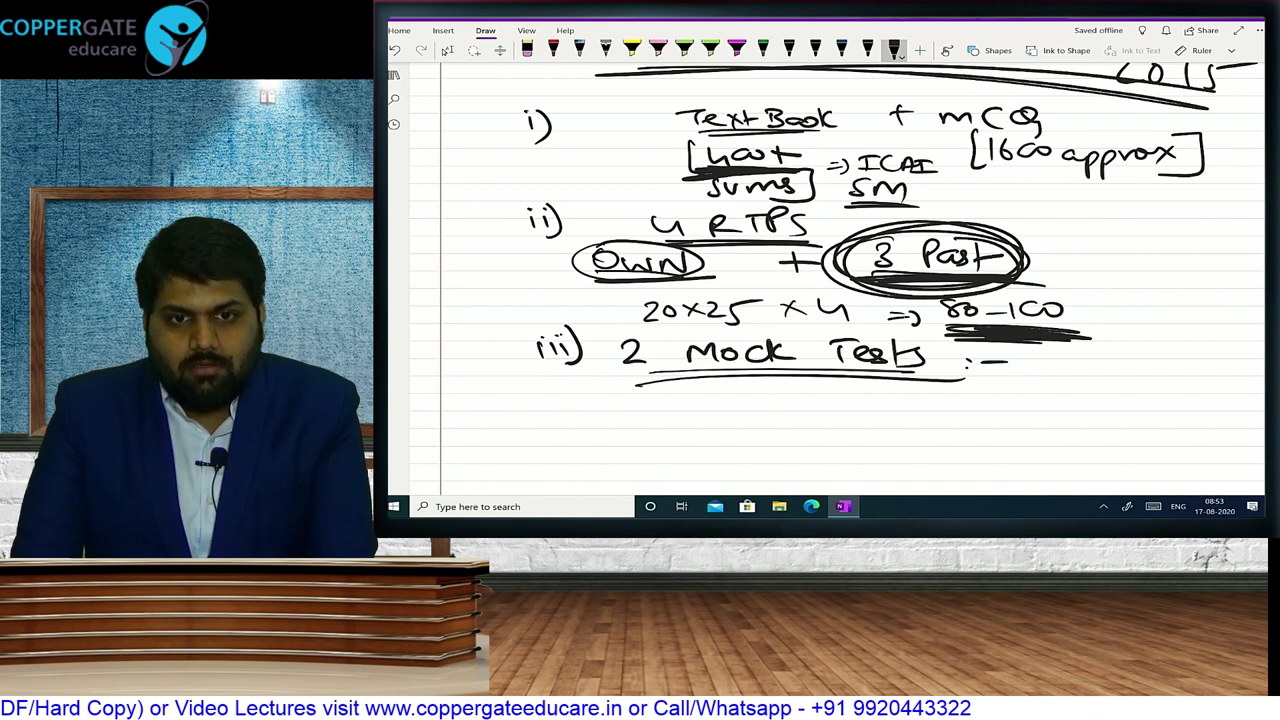 COPPERGATE
educare
Home Insert Draw View Help
Saved offline Share
Shapes Ink to Shape Ink to Text Ruler
2015
i) Text Book + MCQ
[400+ sums] => ICAI SM [1600 approx]
ii) 4 RTPS
OWN + 3 Past
20x25 x 4 => 80-100
iii) 2 Mock Tests :-
Type here to search
ENG
08:53
17-08-2020
DF/Hard Copy) or Video Lectures visit www.coppergateeducare.in or Call/Whatsapp - +91 9920443322